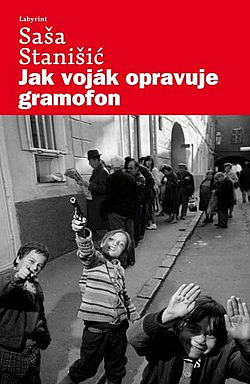 Labyrint
Saša
Stanišić
Jak voják opravuje
gramofon